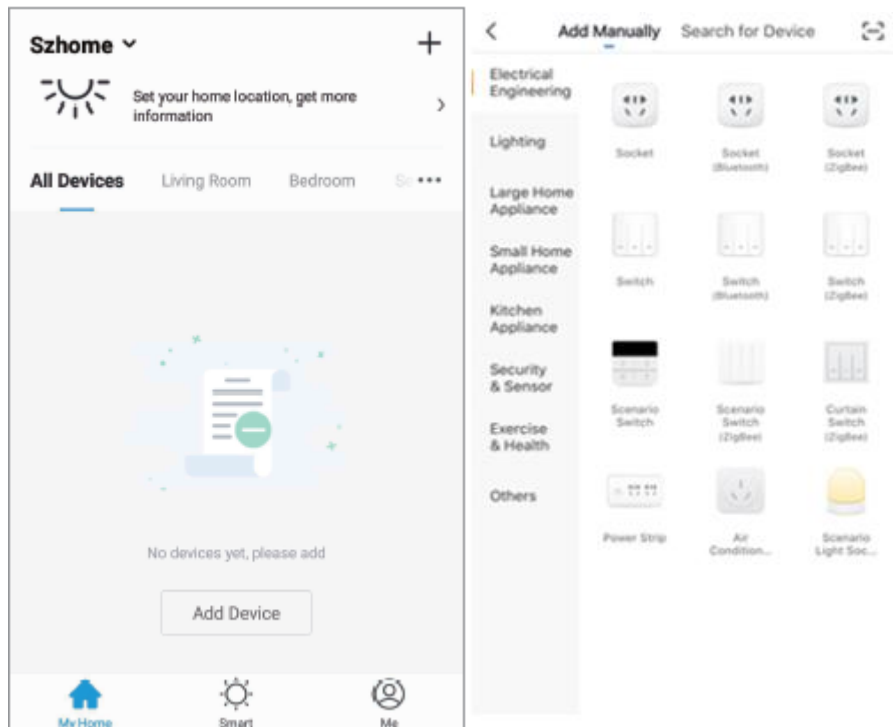 Szhome
Set your home location, get more
information
All Devices
Living Room
Bedroom
No devices yet, please add
Add Device
My Home
Smart
Me
Add Manually
Search for Device
Electrical
Engineering
Lighting
Large Home
Appliance
Small Home
Appliance
Kitchen
Appliance
Security
& Sensor
Exercise
& Health
Others
Socket
Socket
(Bluetooth)
Socket
(ZigBee)
Switch
Switch
(Bluetooth)
Switch
(ZigBee)
Scenario
Switch
Scenario
Switch
(ZigBee)
Curtain
Switch
(ZigBee)
Power Strip
Air
Condition...
Scenario
Light Soc...